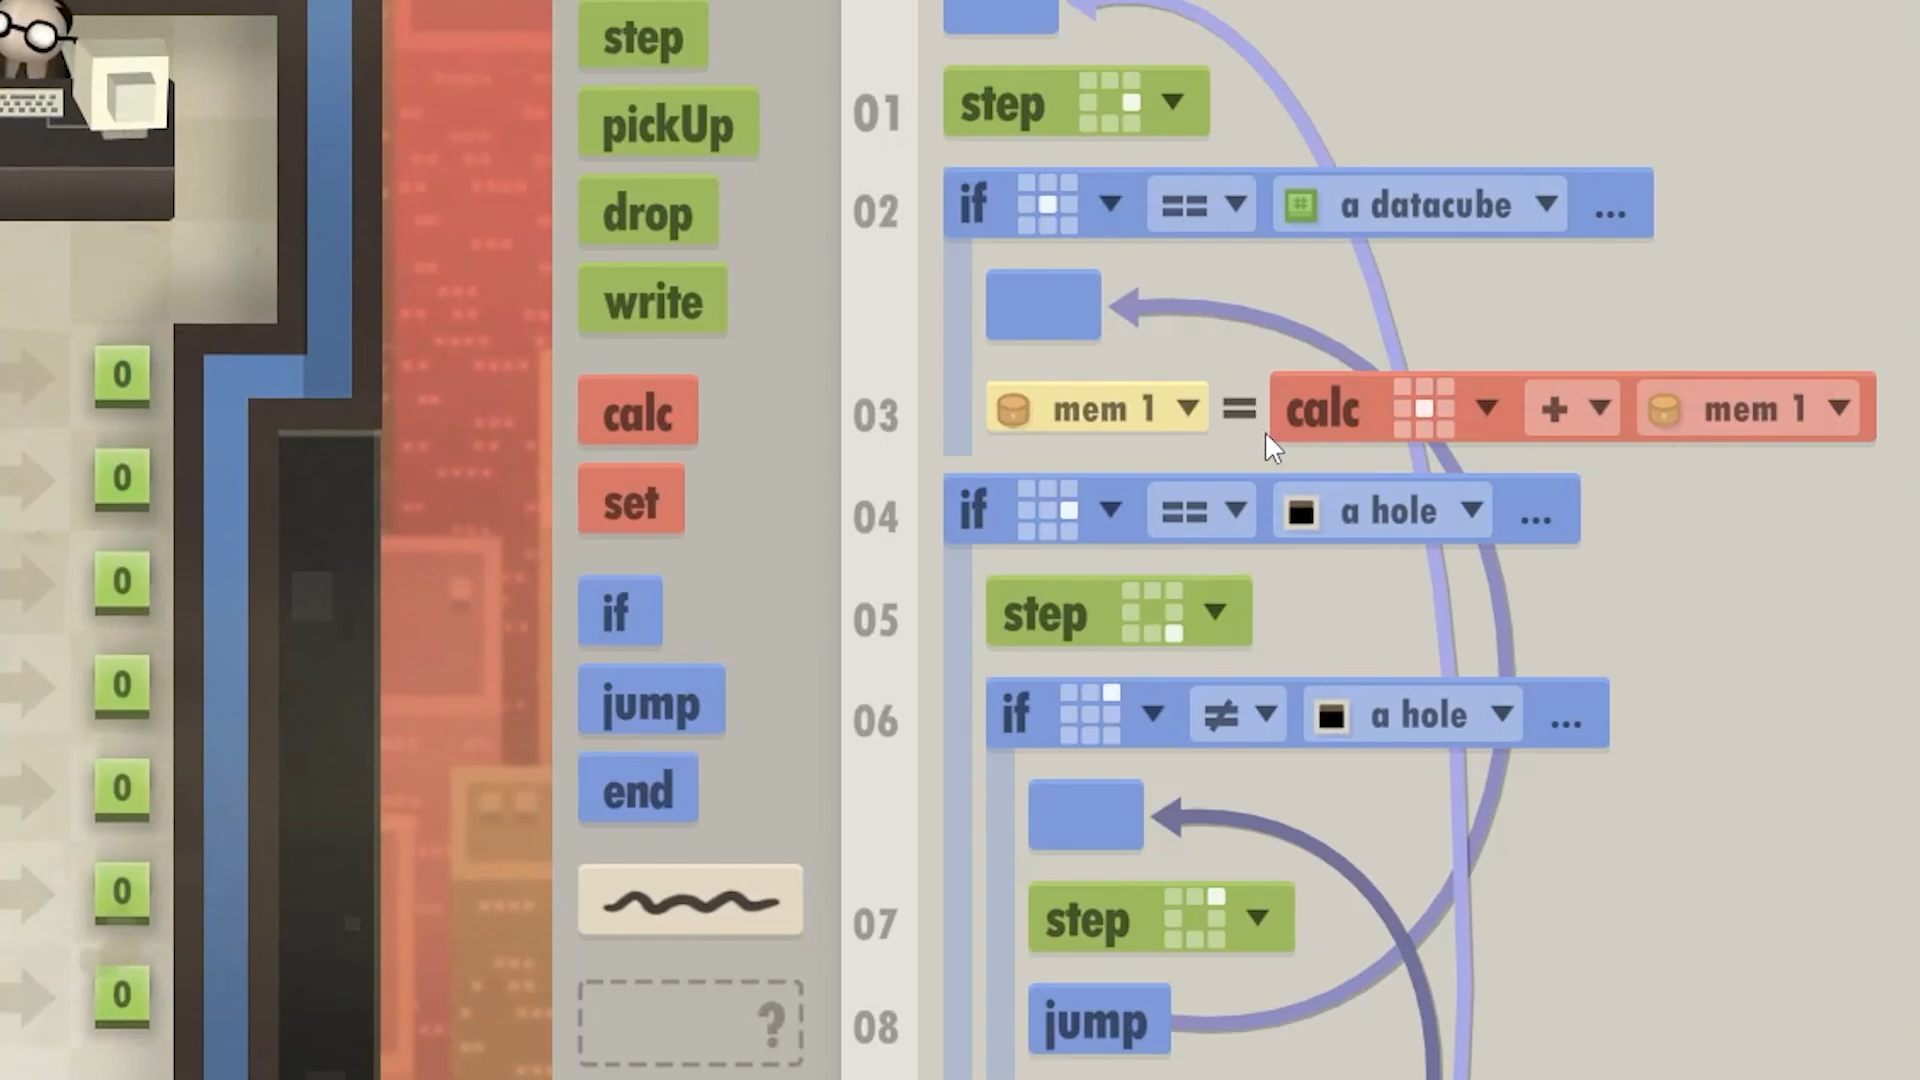 0
0
0
0
0
0
0
step
pickUp
drop
write
calc
set
if
jump
end
?
01 step
02 if == a datacube ...
03 mem 1 = calc + mem 1
04 if == a hole ...
05 step
06 if ≠ a hole ...
07 step
08 jump